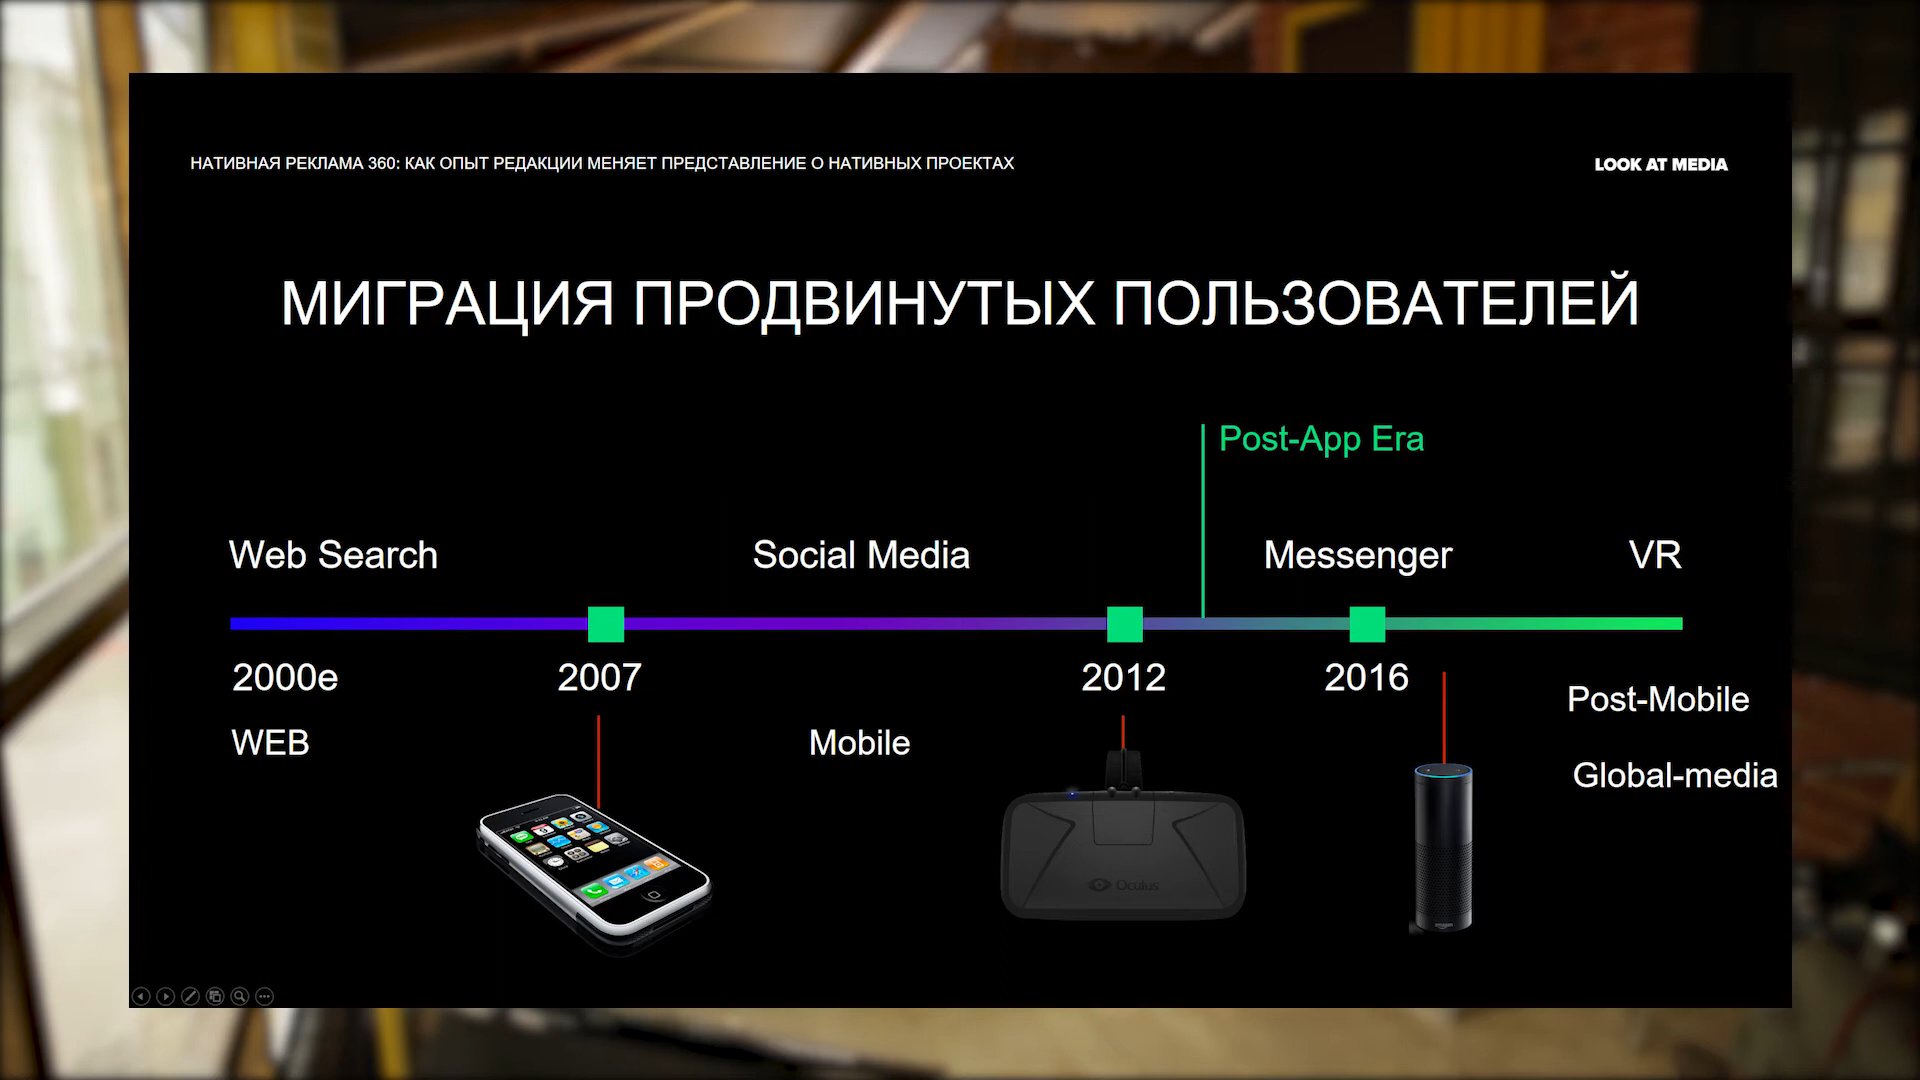 НАТИВНАЯ РЕКЛАМА 360: КАК ОПЫТ РЕДАКЦИИ МЕНЯЕТ ПРЕДСТАВЛЕНИЕ О НАТИВНЫХ ПРОЕКТАХ
LOOK AT MEDIA
МИГРАЦИЯ ПРОДВИНУТЫХ ПОЛЬЗОВАТЕЛЕЙ
Post-App Era
Web Search
Social Media
Messenger
VR
2000е
2007
2012
2016
Post-Mobile
WEB
Mobile
Global-media
Oculus
amazon